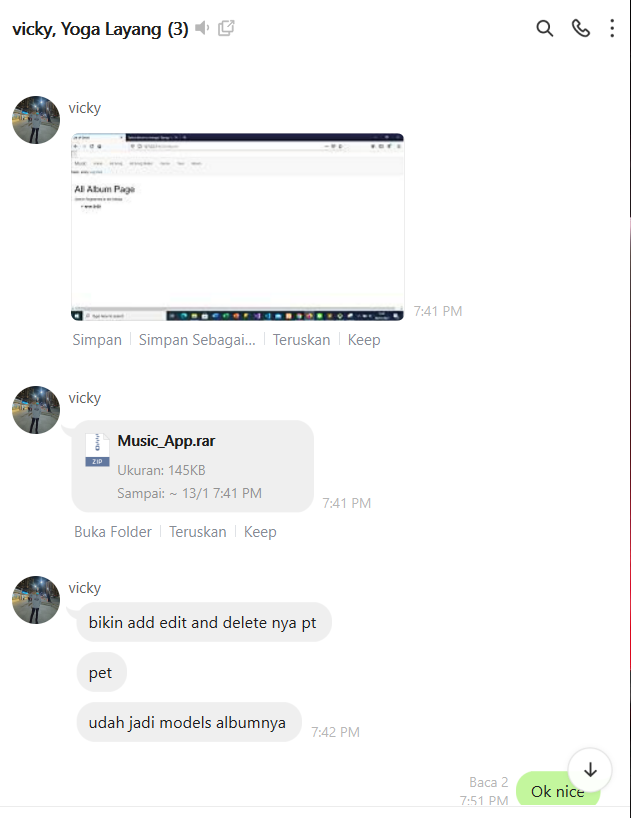 vicky, Yoga Layang (3)
vicky
All Album Page
7:41 PM
Simpan
Simpan Sebagai...
Teruskan
Keep
vicky
Music_App.rar
ZIP
Ukuran: 145KB
Sampai: ~ 13/1 7:41 PM
7:41 PM
Buka Folder
Teruskan
Keep
vicky
bikin add edit and delete nya pt
pet
udah jadi models albumnya
7:42 PM
Baca 2
7:51 PM
Ok nice